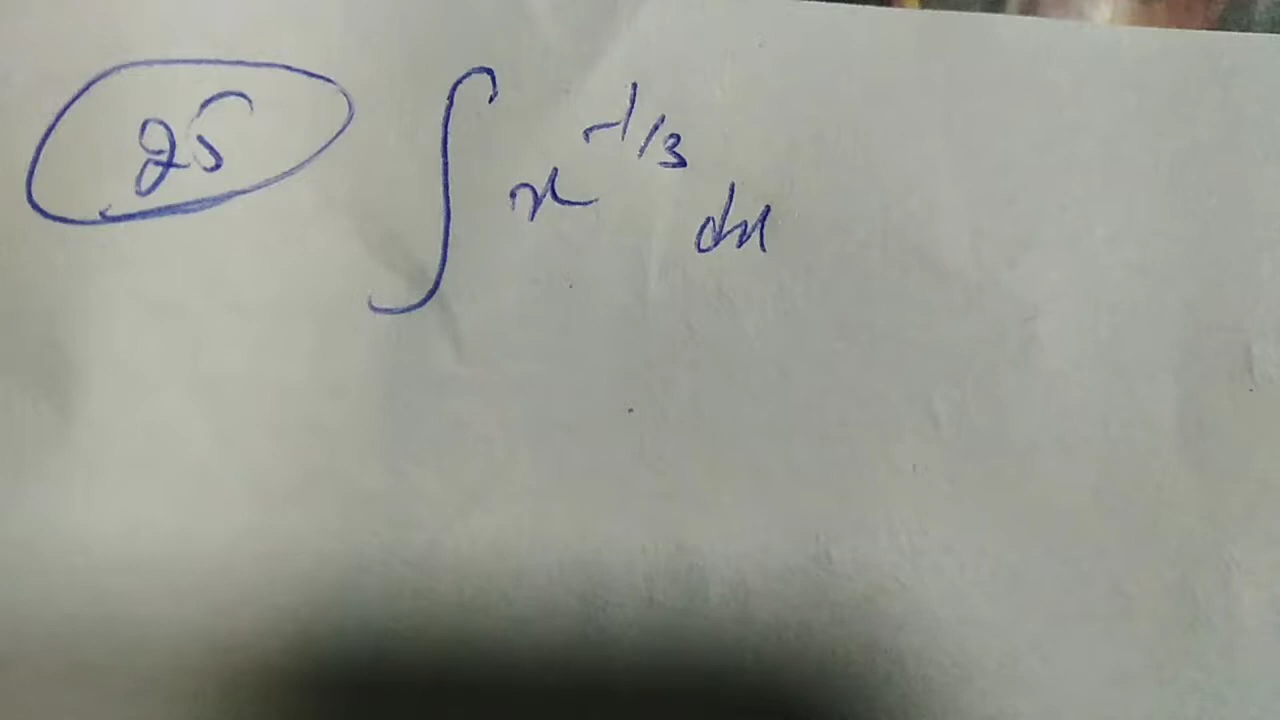 25 ∫ x^{-1/3} dx